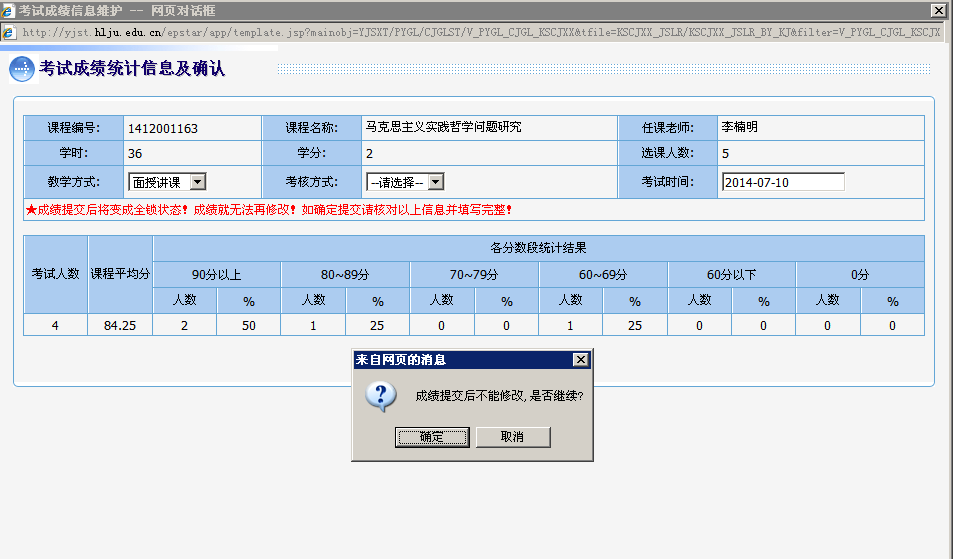 考试成绩信息维护 -- 网页对话框
http://yjst.hlju.edu.cn/epstar/app/template.jsp?mainobj=YJSXT/PYGL/CJGLST/V_PYGL_CJGL_KSCJXX&tfile=KSCJXX_JSLR/KSCJXX_JSLR_BY_KJ&filter=V_PYGL_CJGL_KSCJX
考试成绩统计信息及确认
课程编号: 1412001163 课程名称: 马克思主义实践哲学问题研究 任课老师: 李楠明
学时: 36 学分: 2 选课人数: 5
教学方式: 面授讲课 考核方式: --请选择-- 考试时间: 2014-07-10
★成绩提交后将变成全锁状态! 成绩就无法再修改! 如确定提交请核对以上信息并填写完整!
各分数段统计结果
考试人数 课程平均分 90分以上 80~89分 70~79分 60~69分 60分以下 0分
人数 % 人数 % 人数 % 人数 % 人数 % 人数 %
4 84.25 2 50 1 25 0 0 1 25 0 0 0 0
来自网页的消息
成绩提交后不能修改,是否继续?
确定 取消